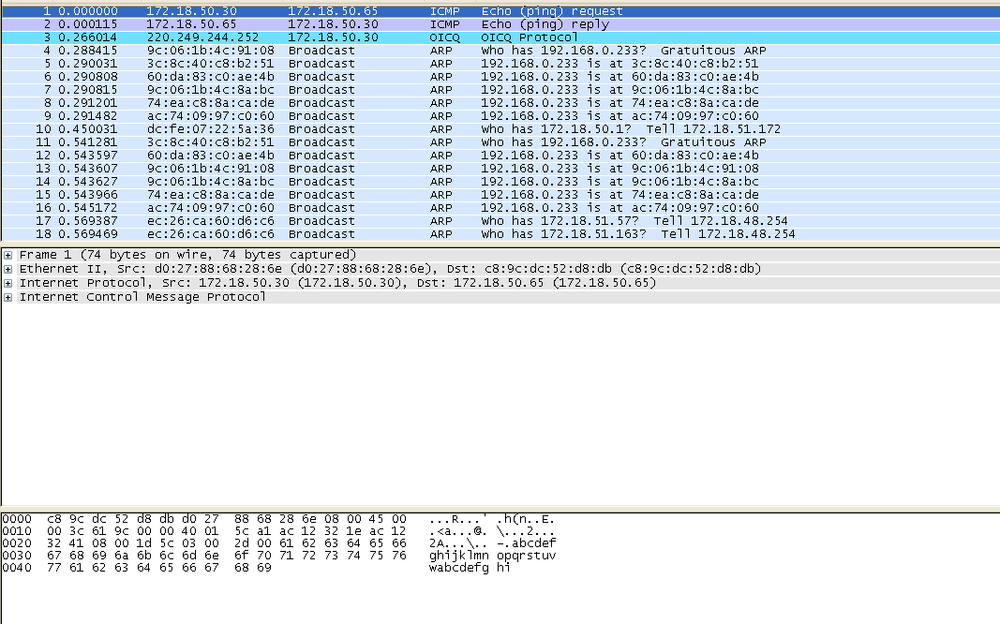 1 0.000000 172.18.50.30 172.18.50.65 ICMP Echo (ping) request
2 0.000115 172.18.50.65 172.18.50.30 ICMP Echo (ping) reply
3 0.266014 220.249.244.252 172.18.50.30 OICQ OICQ Protocol
4 0.288415 9c:06:1b:4c:91:08 Broadcast ARP Who has 192.168.0.233? Gratuitous ARP
5 0.290031 3c:8c:40:c8:b2:51 Broadcast ARP 192.168.0.233 is at 3c:8c:40:c8:b2:51
6 0.290808 60:da:83:c0:ae:4b Broadcast ARP 192.168.0.233 is at 60:da:83:c0:ae:4b
7 0.290815 9c:06:1b:4c:8a:bc Broadcast ARP 192.168.0.233 is at 9c:06:1b:4c:8a:bc
8 0.291201 74:ea:c8:8a:ca:de Broadcast ARP 192.168.0.233 is at 74:ea:c8:8a:ca:de
9 0.291482 ac:74:09:97:c0:60 Broadcast ARP 192.168.0.233 is at ac:74:09:97:c0:60
10 0.450031 dc:fe:07:22:5a:36 Broadcast ARP Who has 172.18.50.1? Tell 172.18.51.172
11 0.541281 3c:8c:40:c8:b2:51 Broadcast ARP Who has 192.168.0.233? Gratuitous ARP
12 0.543597 60:da:83:c0:ae:4b Broadcast ARP 192.168.0.233 is at 60:da:83:c0:ae:4b
13 0.543607 9c:06:1b:4c:91:08 Broadcast ARP 192.168.0.233 is at 9c:06:1b:4c:91:08
14 0.543627 9c:06:1b:4c:8a:bc Broadcast ARP 192.168.0.233 is at 9c:06:1b:4c:8a:bc
15 0.543966 74:ea:c8:8a:ca:de Broadcast ARP 192.168.0.233 is at 74:ea:c8:8a:ca:de
16 0.545172 ac:74:09:97:c0:60 Broadcast ARP 192.168.0.233 is at ac:74:09:97:c0:60
17 0.569387 ec:26:ca:60:d6:c6 Broadcast ARP Who has 172.18.51.57? Tell 172.18.48.254
18 0.569469 ec:26:ca:60:d6:c6 Broadcast ARP Who has 172.18.51.163? Tell 172.18.48.254
Frame 1 (74 bytes on wire, 74 bytes captured)
Ethernet II, Src: d0:27:88:68:28:6e (d0:27:88:68:28:6e), Dst: c8:9c:dc:52:d8:db (c8:9c:dc:52:d8:db)
Internet Protocol, Src: 172.18.50.30 (172.18.50.30), Dst: 172.18.50.65 (172.18.50.65)
Internet Control Message Protocol
0000 c8 9c dc 52 d8 db d0 27 88 68 28 6e 08 00 45 00 ...R...' .h(n..E.
0010 00 3c 61 9c 00 00 40 01 5c a1 ac 12 32 1e ac 12 .<a...@. \...2...
0020 32 41 08 00 1d 5c 03 00 2d 00 61 62 63 64 65 66 2A...\.. -.abcdef
0030 67 68 69 6a 6b 6c 6d 6e 6f 70 71 72 73 74 75 76 ghijklmn opqrstuv
0040 77 61 62 63 64 65 66 67 68 69 wabcdefg hi